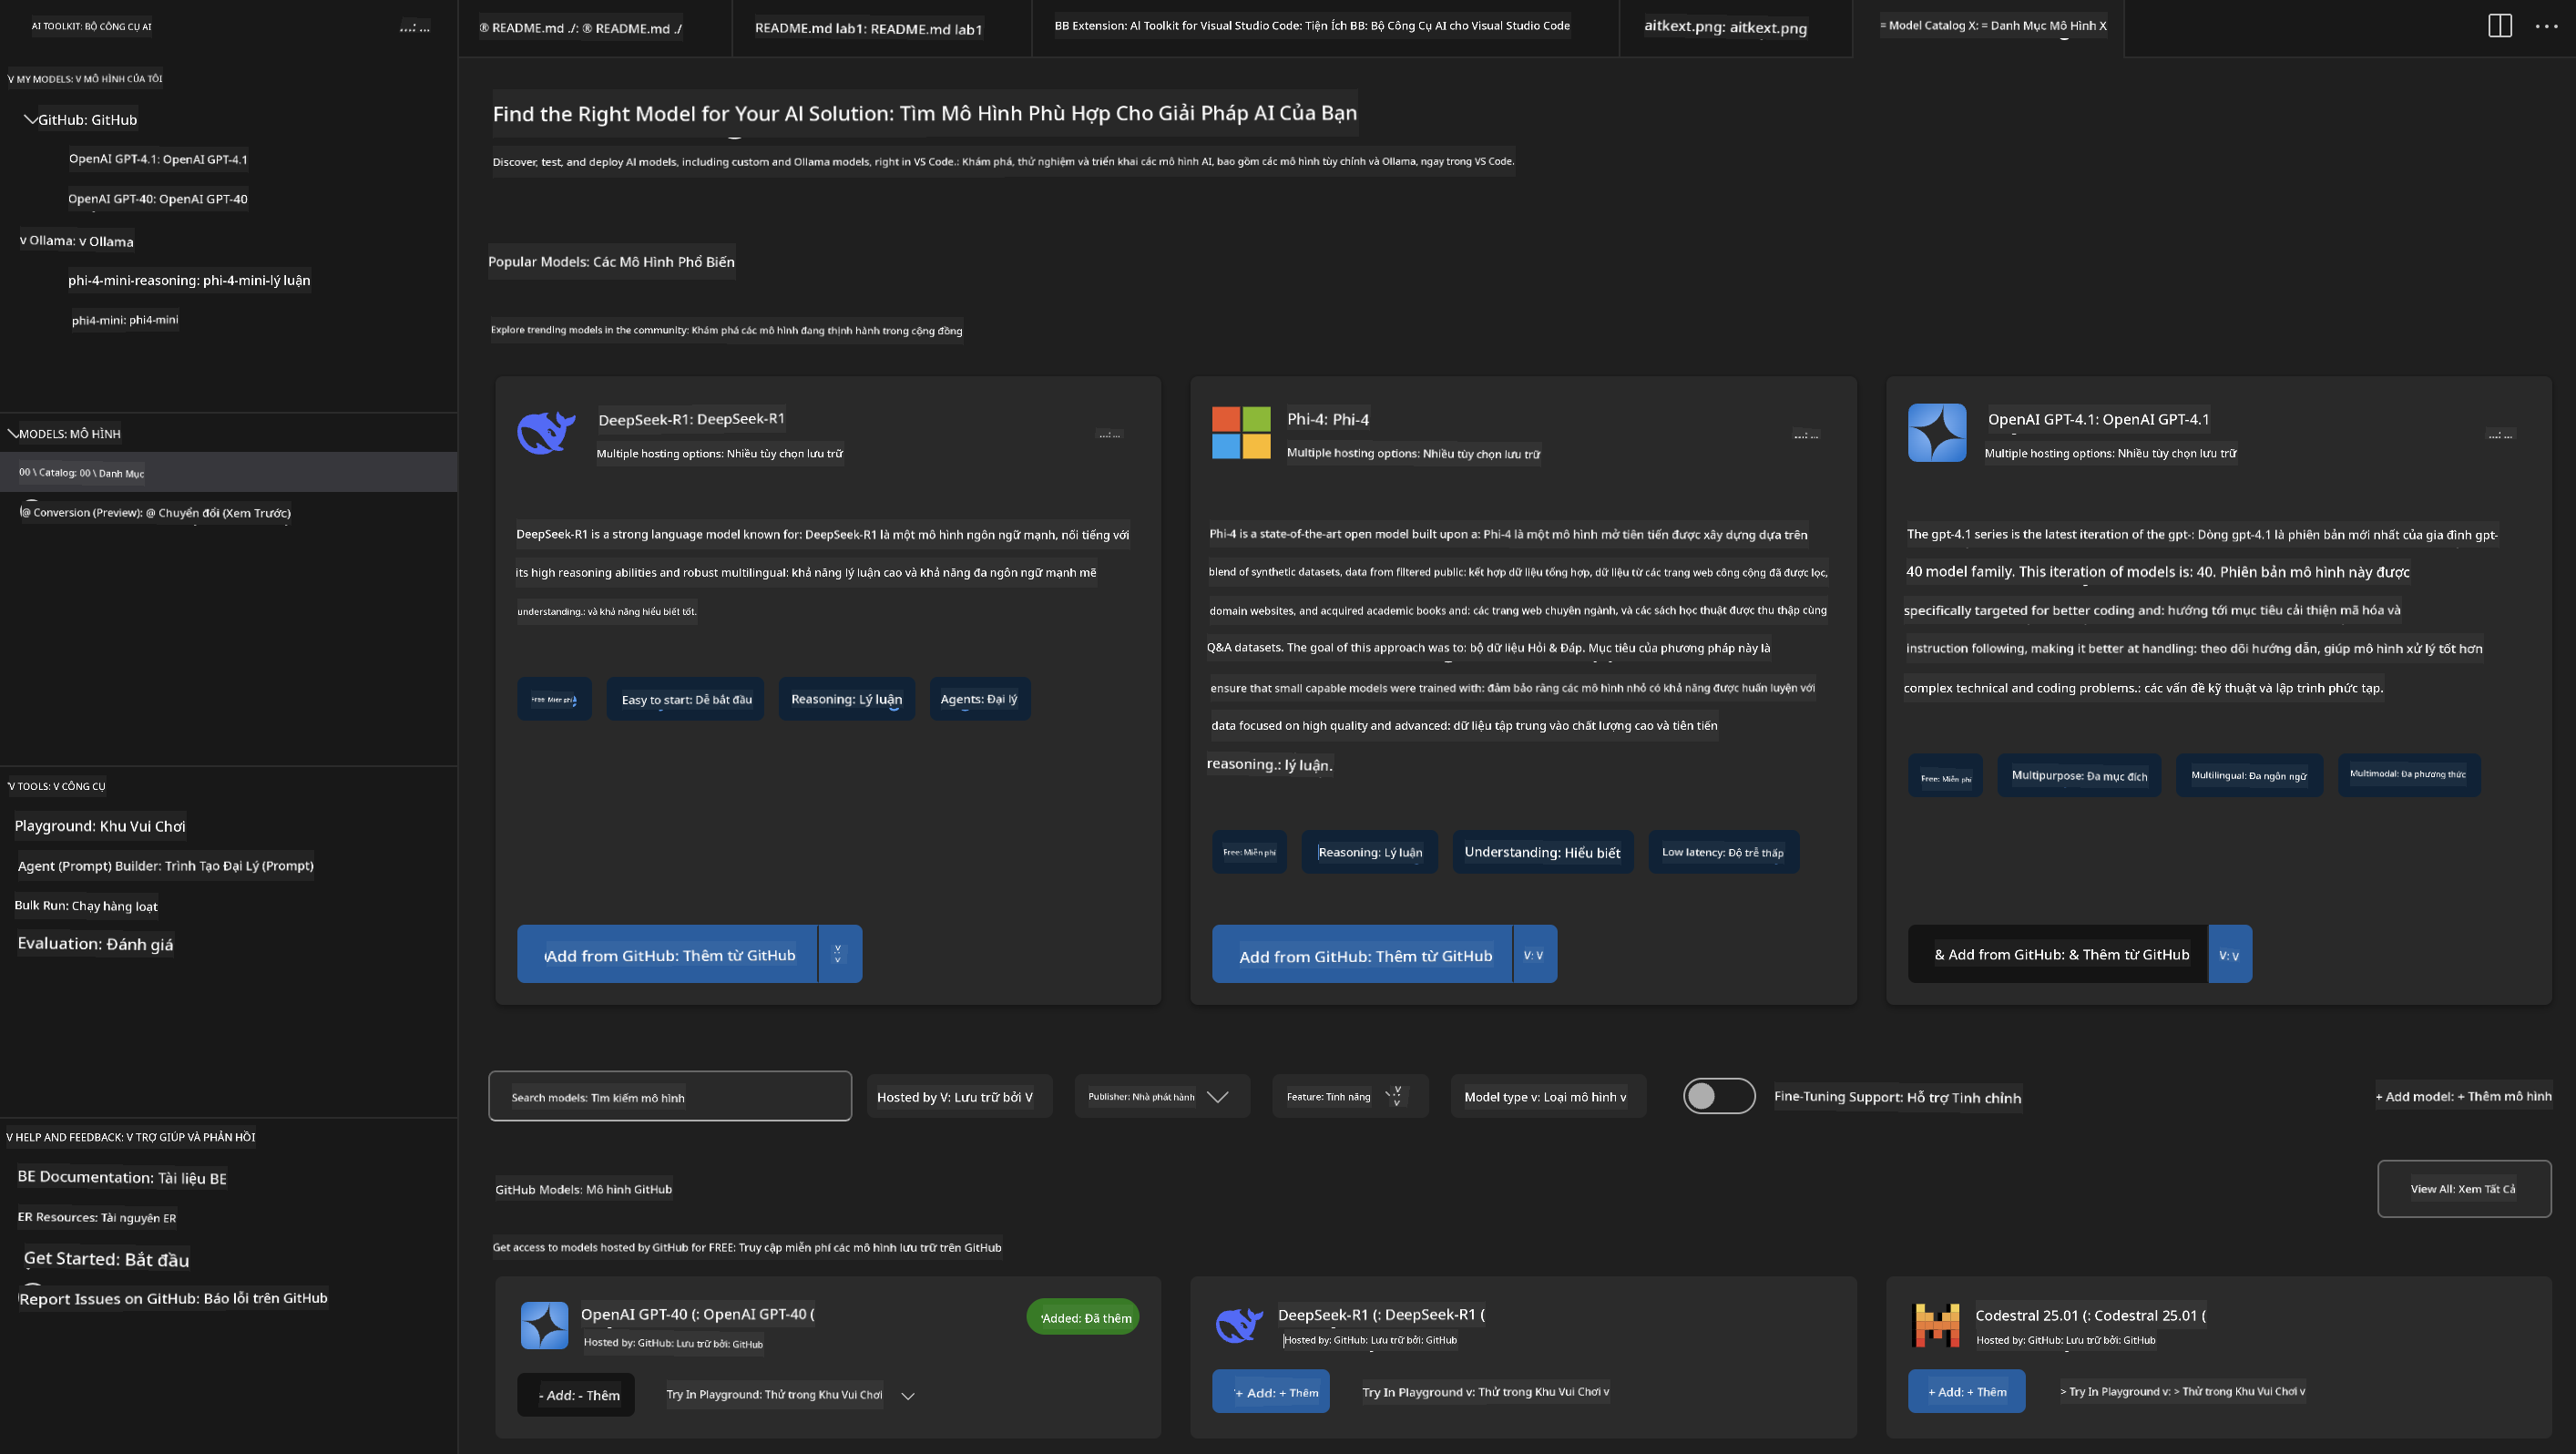 AI TOOLKIT: BỘ CÔNG CỤ AI
...: ...
® README.md ./: ® README.md ./
README.md lab1: README.md lab1
BB Extension: Al Toolkit for Visual Studio Code: Tiện Ích BB: Bộ Công Cụ AI cho Visual Studio Code
aitkext.png: aitkext.png
= Model Catalog X: = Danh Mục Mô Hình X
V MY MODELS: V MÔ HÌNH CỦA TÔI
GitHub: GitHub
OpenAI GPT-4.1: OpenAI GPT-4.1
OpenAI GPT-40: OpenAI GPT-40
v Ollama: v Ollama
phi-4-mini-reasoning: phi-4-mini-lý luận
phi4-mini: phi4-mini
MODELS: MÔ HÌNH
00 \ Catalog: 00 \ Danh Mục
@ Conversion (Preview): @ Chuyển đổi (Xem Trước)
V TOOLS: V CÔNG CỤ
Playground: Khu Vui Chơi
Agent (Prompt) Builder: Trình Tạo Đại Lý (Prompt)
Bulk Run: Chạy hàng loạt
Evaluation: Đánh giá
V HELP AND FEEDBACK: V TRỢ GIÚP VÀ PHẢN HỒI
BE Documentation: Tài liệu BE
ER Resources: Tài nguyên ER
Get Started: Bắt đầu
Report Issues on GitHub: Báo lỗi trên GitHub
Find the Right Model for Your Al Solution: Tìm Mô Hình Phù Hợp Cho Giải Pháp AI Của Bạn
Discover, test, and deploy Al models, including custom and Ollama models, right in VS Code.: Khám phá, thử nghiệm và triển khai các mô hình AI, bao gồm các mô hình tùy chỉnh và Ollama, ngay trong VS Code.
Popular Models: Các Mô Hình Phổ Biến
Explore trending models in the community: Khám phá các mô hình đang thịnh hành trong cộng đồng
DeepSeek-R1: DeepSeek-R1
...: ...
Multiple hosting options: Nhiều tùy chọn lưu trữ
DeepSeek-R1 is a strong language model known for: DeepSeek-R1 là một mô hình ngôn ngữ mạnh, nổi tiếng với
its high reasoning abilities and robust multilingual: khả năng lý luận cao và khả năng đa ngôn ngữ mạnh mẽ
understanding.: và khả năng hiểu biết tốt.
Free: Miễn phí
Easy to start: Dễ bắt đầu
Reasoning: Lý luận
Agents: Đại lý
Add from GitHub: Thêm từ GitHub
v: v
Phi-4: Phi-4
...: ...
Multiple hosting options: Nhiều tùy chọn lưu trữ
Phi-4 is a state-of-the-art open model built upon a: Phi-4 là một mô hình mở tiên tiến được xây dựng dựa trên
blend of synthetic datasets, data from filtered public: kết hợp dữ liệu tổng hợp, dữ liệu từ các trang web công cộng đã được lọc,
domain websites, and acquired academic books and: các trang web chuyên ngành, và các sách học thuật được thu thập cùng
Q&A datasets. The goal of this approach was to: bộ dữ liệu Hỏi & Đáp. Mục tiêu của phương pháp này là
ensure that small capable models were trained with: đảm bảo rằng các mô hình nhỏ có khả năng được huấn luyện với
data focused on high quality and advanced: dữ liệu tập trung vào chất lượng cao và tiên tiến
reasoning.: lý luận.
Free: Miễn phí
Reasoning: Lý luận
Understanding: Hiểu biết
Low latency: Độ trễ thấp
Add from GitHub: Thêm từ GitHub
V: V
OpenAI GPT-4.1: OpenAI GPT-4.1
...: ...
Multiple hosting options: Nhiều tùy chọn lưu trữ
The gpt-4.1 series is the latest iteration of the gpt-: Dòng gpt-4.1 là phiên bản mới nhất của gia đình gpt-
40 model family. This iteration of models is: 40. Phiên bản mô hình này được
specifically targeted for better coding and: hướng tới mục tiêu cải thiện mã hóa và
instruction following, making it better at handling: theo dõi hướng dẫn, giúp mô hình xử lý tốt hơn
complex technical and coding problems.: các vấn đề kỹ thuật và lập trình phức tạp.
Free: Miễn phí
Multipurpose: Đa mục đích
Multilingual: Đa ngôn ngữ
Multimodal: Đa phương thức
& Add from GitHub: & Thêm từ GitHub
V: V
Search models: Tìm kiếm mô hình
Hosted by V: Lưu trữ bởi V
Publisher: Nhà phát hành
Feature: Tính năng
v: v
Model type v: Loại mô hình v
Fine-Tuning Support: Hỗ trợ Tinh chỉnh
+ Add model: + Thêm mô hình
GitHub Models: Mô hình GitHub
View All: Xem Tất Cả
Get access to models hosted by GitHub for FREE: Truy cập miễn phí các mô hình lưu trữ trên GitHub
OpenAI GPT-40 (: OpenAI GPT-40 (
Added: Đã thêm
Hosted by: GitHub: Lưu trữ bởi: GitHub
- Add: - Thêm
Try In Playground: Thử trong Khu Vui Chơi
DeepSeek-R1 (: DeepSeek-R1 (
Hosted by: GitHub: Lưu trữ bởi: GitHub
+ Add: + Thêm
Try In Playground v: Thử trong Khu Vui Chơi v
Codestral 25.01 (: Codestral 25.01 (
Hosted by: GitHub: Lưu trữ bởi: GitHub
+ Add: + Thêm
> Try In Playground v: > Thử trong Khu Vui Chơi v